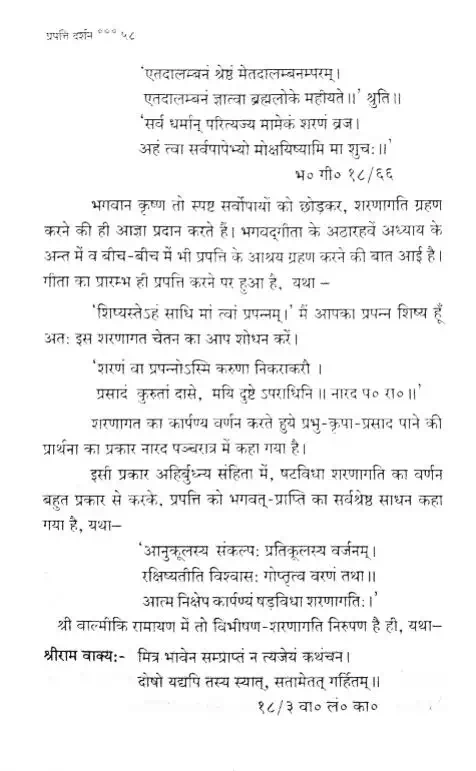 प्रपत्ति दर्शन °°° ५८
'एतदालम्बनं श्रेष्ठं मेतदालम्बनम्परम्।
एतदालम्बनं ज्ञात्वा ब्रह्मलोके महीयते॥' श्रुति॥
'सर्व धर्मान् परित्यज्य मामेकं शरणं व्रज।
अहं त्वा सर्वपापेभ्यो मोक्षयिष्यामि मा शुचः॥'
भ० गी० १८/६६
भगवान कृष्ण तो स्पष्ट सर्वोपायों को छोड़कर, शरणागति ग्रहण
करने की ही आज्ञा प्रदान करते हैं। भगवद्गीता के अठारहवें अध्याय के
अन्त में व बीच-बीच में भी प्रपत्ति के आश्रय ग्रहण करने की बात आई है।
गीता का प्रारम्भ ही प्रपत्ति करने पर हुआ है, यथा –
'शिष्यस्तेऽहं साधि मां त्वां प्रपन्नम्।' मैं आपका प्रपन्न शिष्य हूँ
अतः इस शरणागत चेतन का आप शोधन करें।
'शरणं वा प्रपन्नोऽस्मि करुणा निकराकरौ ।
प्रसादं कुरुतां दासे, मयि दुष्टे ऽपराधिनि॥ नारद प० रा०॥'
शरणागत का कार्पण्य वर्णन करते हुये प्रभु-कृपा-प्रसाद पाने की
प्रार्थना का प्रकार नारद पञ्चरात्र में कहा गया है।
इसी प्रकार अहिर्बुध्न्य संहिता में, षटविधा शरणागति का वर्णन
बहुत प्रकार से करके, प्रपत्ति को भगवत्-प्राप्ति का सर्वश्रेष्ठ साधन कहा
गया है, यथा–
'आनुकूलस्य संकल्पः प्रतिकूलस्य वर्जनम्।
रक्षिष्यतीति विश्वासः गोप्तृत्व वरणं तथा॥
आत्म निक्षेप कार्पण्यं षड्विधा शरणागतिः।'
श्री वाल्मीकि रामायण में तो विभीषण-शरणागति निरुपण है ही, यथा–
श्रीराम वाक्यः- मित्र भावेन सम्प्राप्तं न त्यजेयं कथंचन।
दोषो यद्यपि तस्य स्यात्, सतामेतत् गर्हितम्॥
१८/३ वा० लं० का०